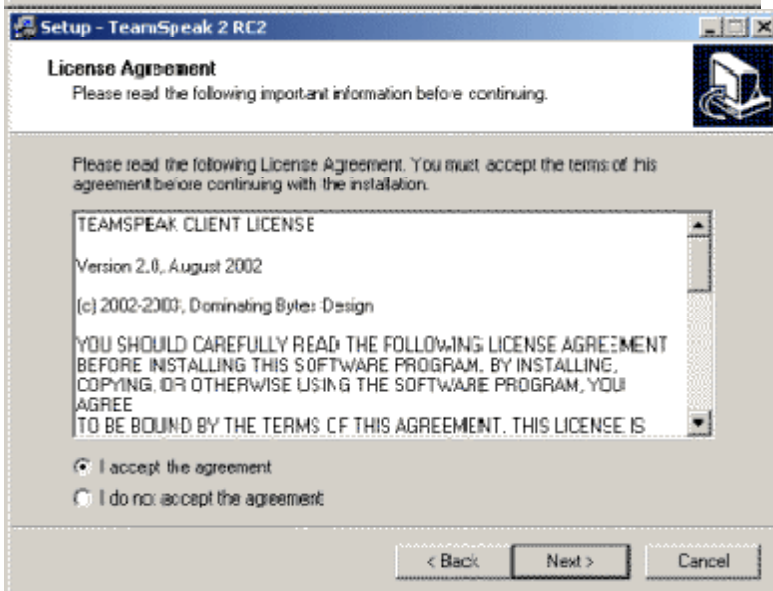 Setup - TeamSpeak 2 RC2
License Agreement
Please read the following important information before continuing.
Please read the following License Agreement. You must accept the terms of this
agreement before continuing with the installation.
TEAMSPEAK CLIENT LICENSE
Version 2.0, August 2002
(c) 2002-2003, Dominating Bytes Design
YOU SHOULD CAREFULLY READ THE FOLLOWING LICENSE AGREEMENT
BEFORE INSTALLING THIS SOFTWARE PROGRAM. BY INSTALLING,
COPYING, OR OTHERWISE USING THE SOFTWARE PROGRAM, YOU
AGREE
TO BE BOUND BY THE TERMS OF THIS AGREEMENT. THIS LICENSE IS
I accept the agreement
I do not accept the agreement
< Back
Next >
Cancel